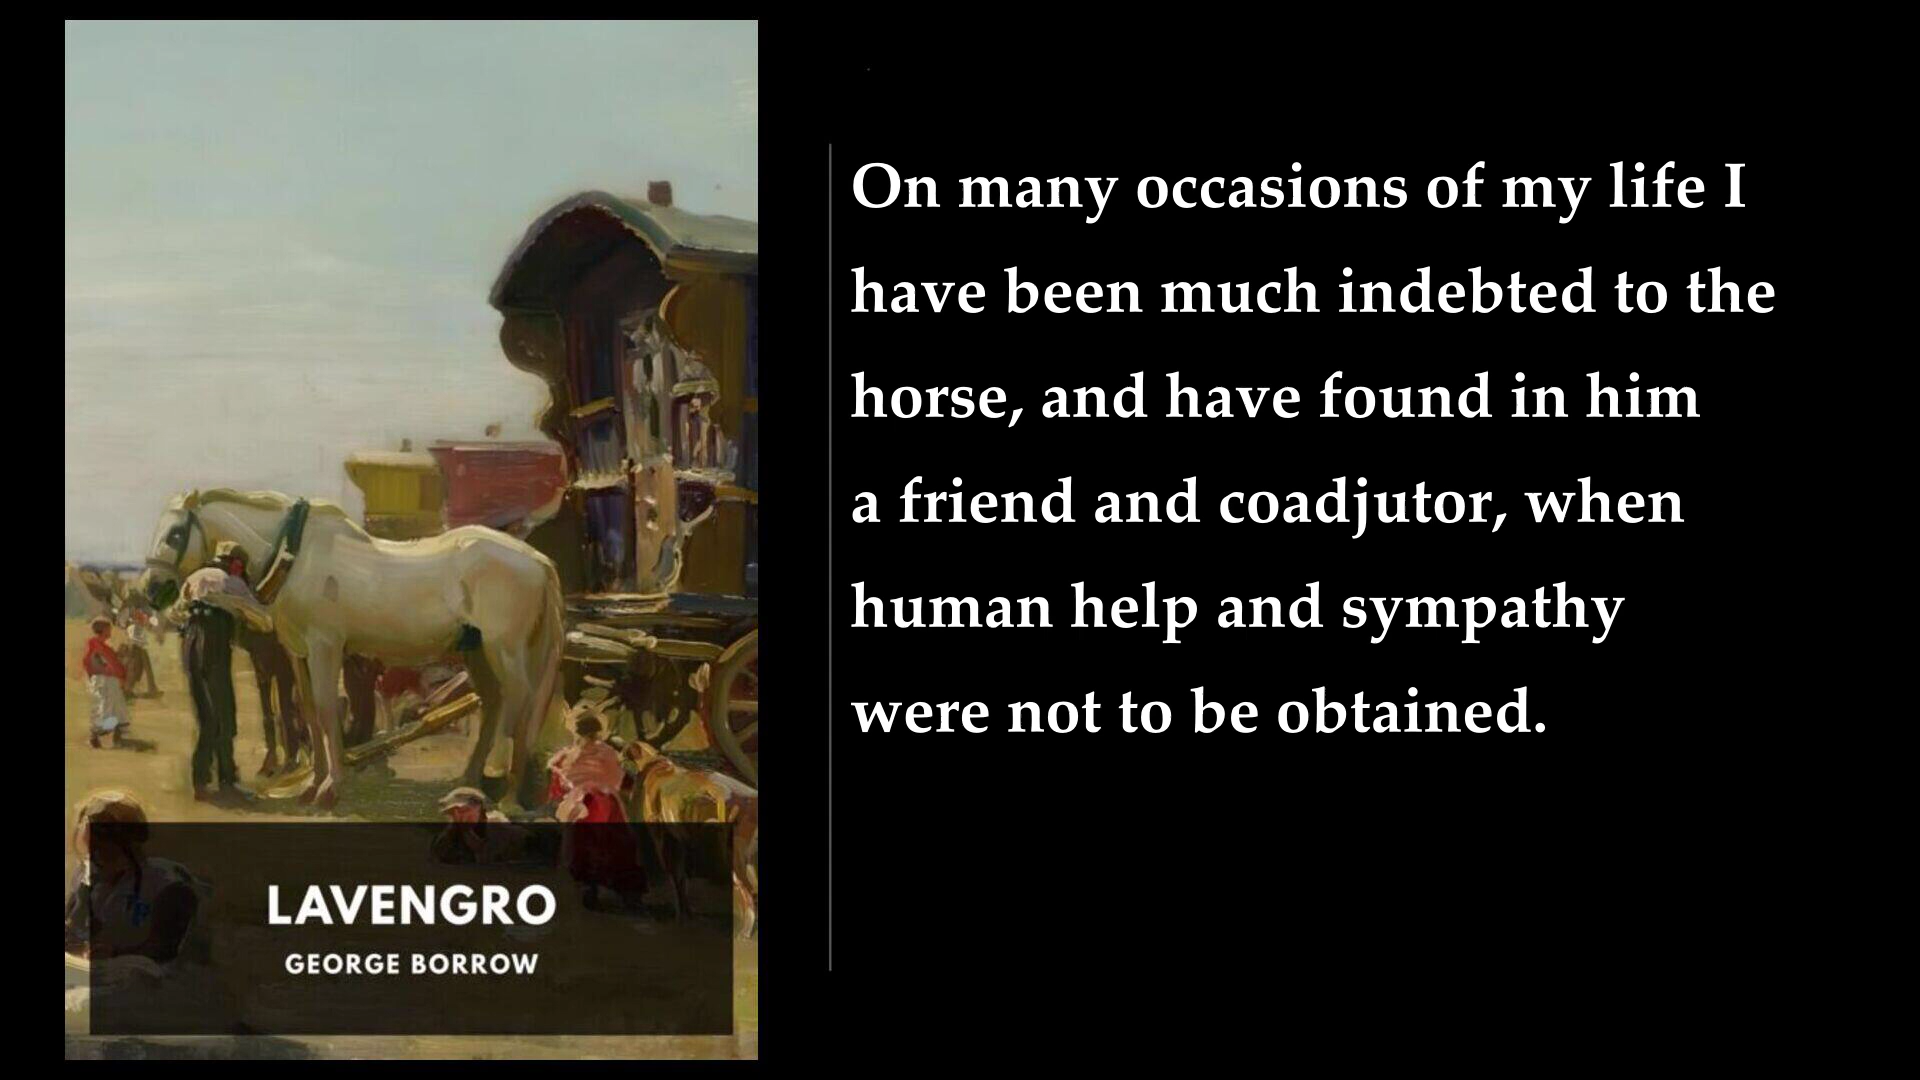 LAVENGRO
GEORGE BORROW
On many occasions of my life I
have been much indebted to the
horse, and have found in him
a friend and coadjutor, when
human help and sympathy
were not to be obtained.